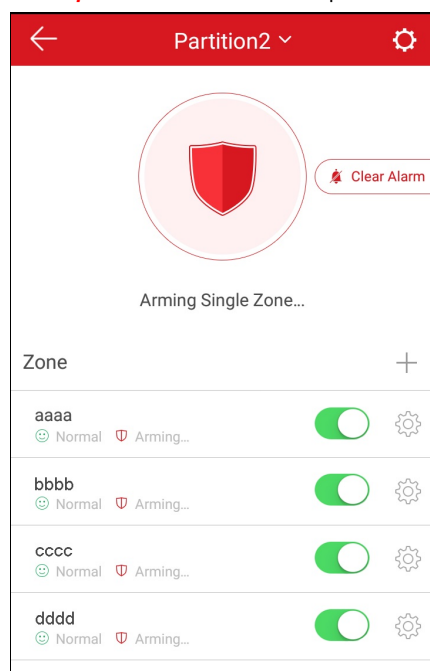 Partition2
Clear Alarm
Arming Single Zone...
Zone
aaaa
Normal Arming...
bbbb
Normal Arming...
cccc
Normal Arming...
dddd
Normal Arming...